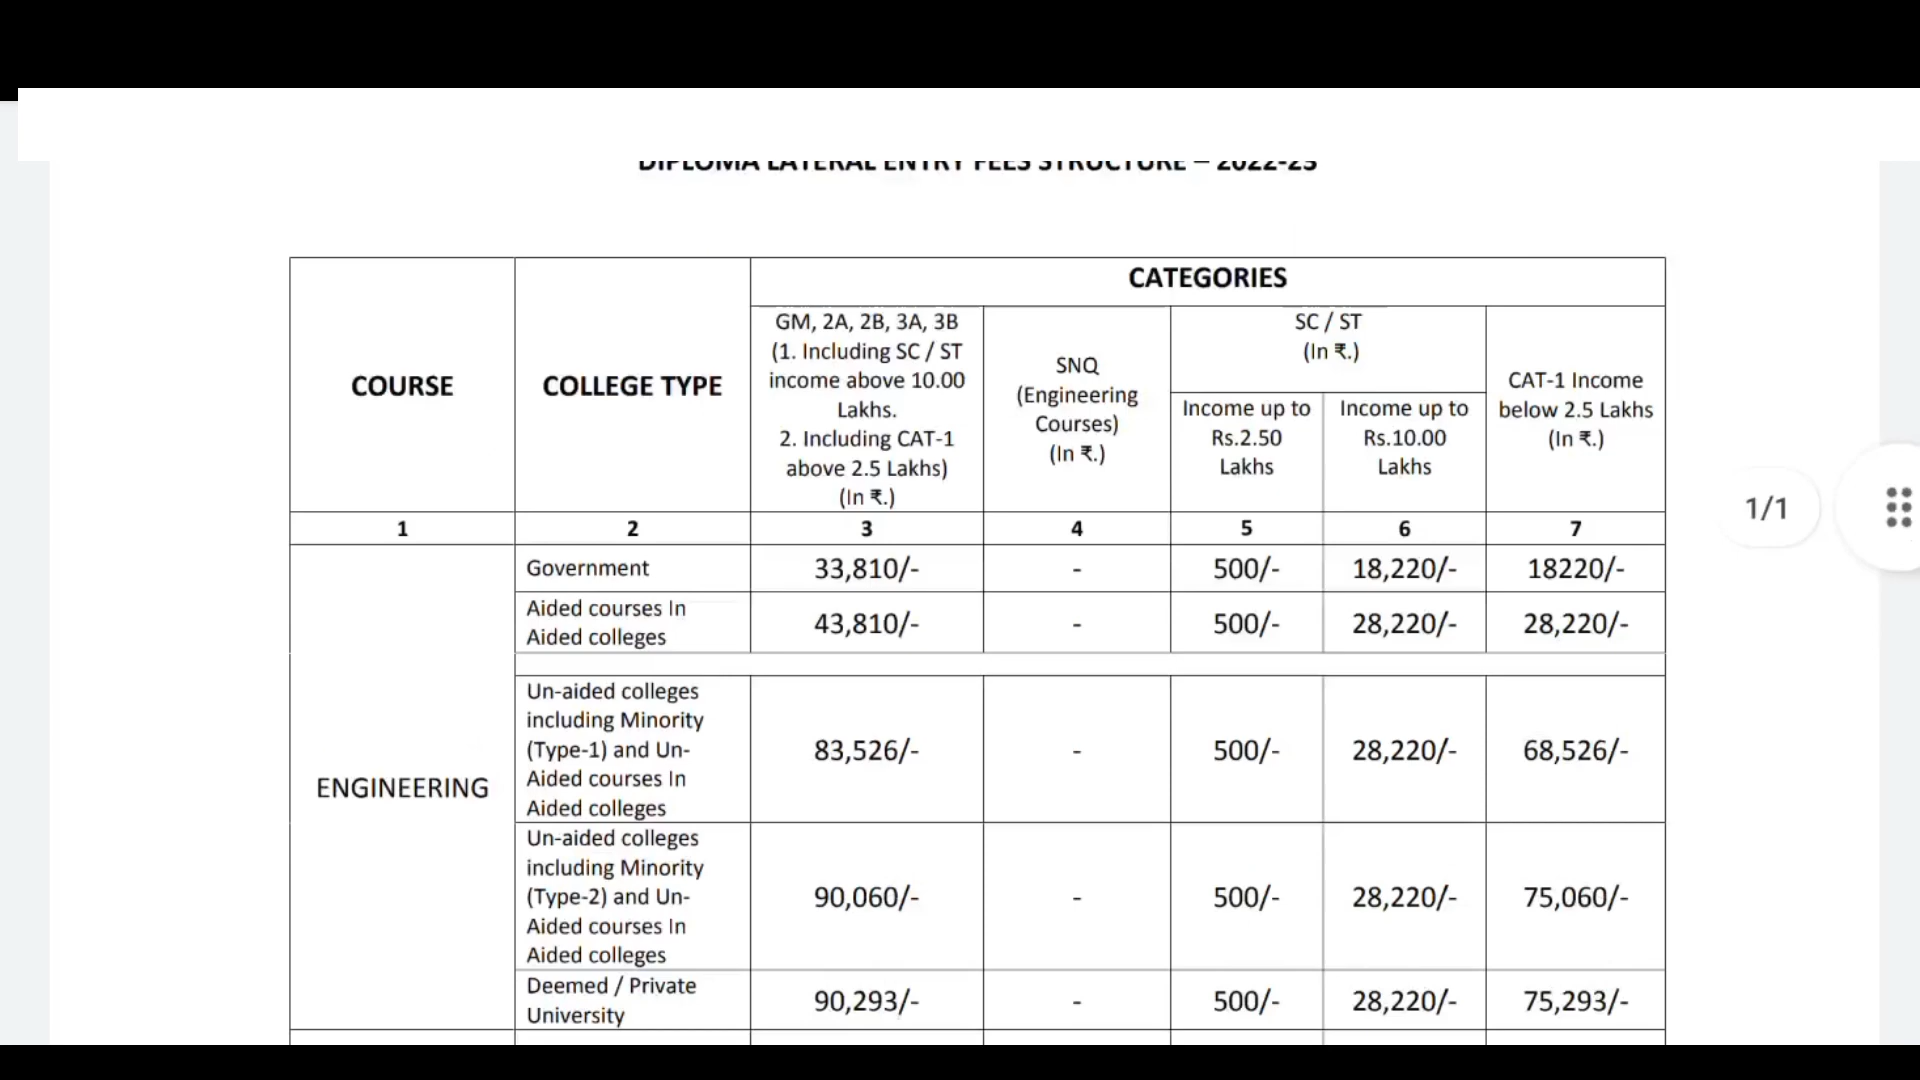 DIPLOMA LATERAL ENTRY FEES STRUCTURE – 2022-23
CATEGORIES
COURSE
COLLEGE TYPE
GM, 2A, 2B, 3A, 3B
(1. Including SC / ST
income above 10.00
Lakhs.
2. Including CAT-1
above 2.5 Lakhs)
(In ₹.)
SNQ
(Engineering
Courses)
(In ₹.)
SC / ST
(In ₹.)
Income up to
Rs.2.50
Lakhs
Income up to
Rs.10.00
Lakhs
CAT-1 Income
below 2.5 Lakhs
(In ₹.)
1/1
1 2 3 4 5 6 7
ENGINEERING
Government 33,810/- - 500/- 18,220/- 18220/-
Aided courses In
Aided colleges
43,810/- - 500/- 28,220/- 28,220/-
Un-aided colleges
including Minority
(Type-1) and Un-
Aided courses In
Aided colleges
83,526/- - 500/- 28,220/- 68,526/-
Un-aided colleges
including Minority
(Type-2) and Un-
Aided courses In
Aided colleges
90,060/- - 500/- 28,220/- 75,060/-
Deemed / Private
University
90,293/- - 500/- 28,220/- 75,293/-